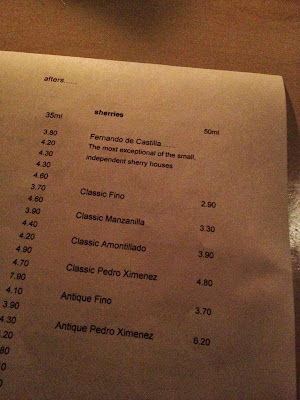 afters......
35ml
3.80
4.20
4.30
4.30
4.60
3.70
4.60
3.90
4.40
4.20
4.90
4.70
7.90
4.10
3.90
4.30
.20
80
sherries 50ml
Fernando de Castilla......
The most exceptional of the small,
independent sherry houses
Classic Fino 2.90
Classic Manzanilla 3.30
Classic Amontillado 3.90
Classic Pedro Ximenez 4.80
Antique Fino 3.70
Antique Pedro Ximenez 6.20